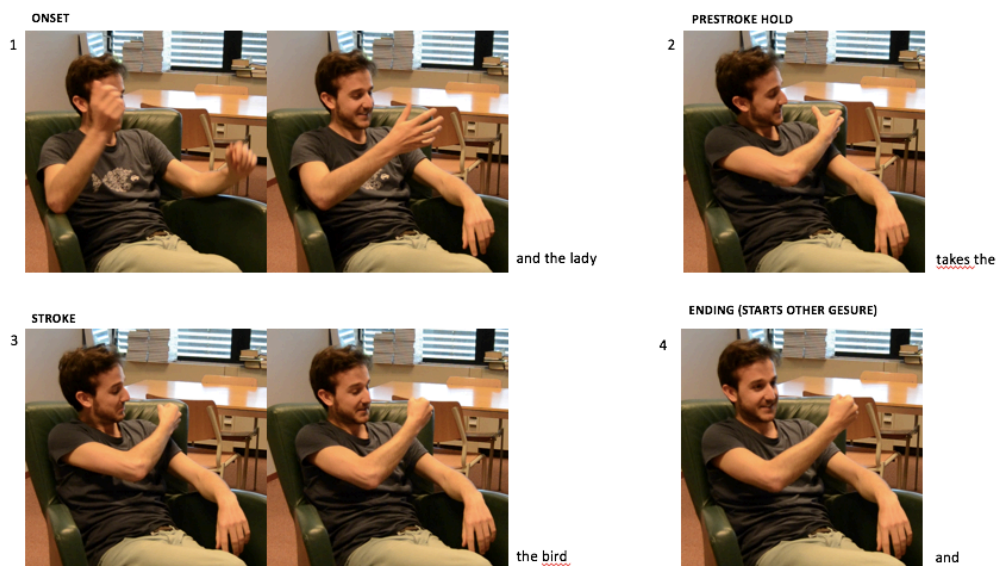 ONSET
1
and the lady
PRESTROKE HOLD
2
takes the
STROKE
3
the bird
ENDING (STARTS OTHER GESURE)
4
and